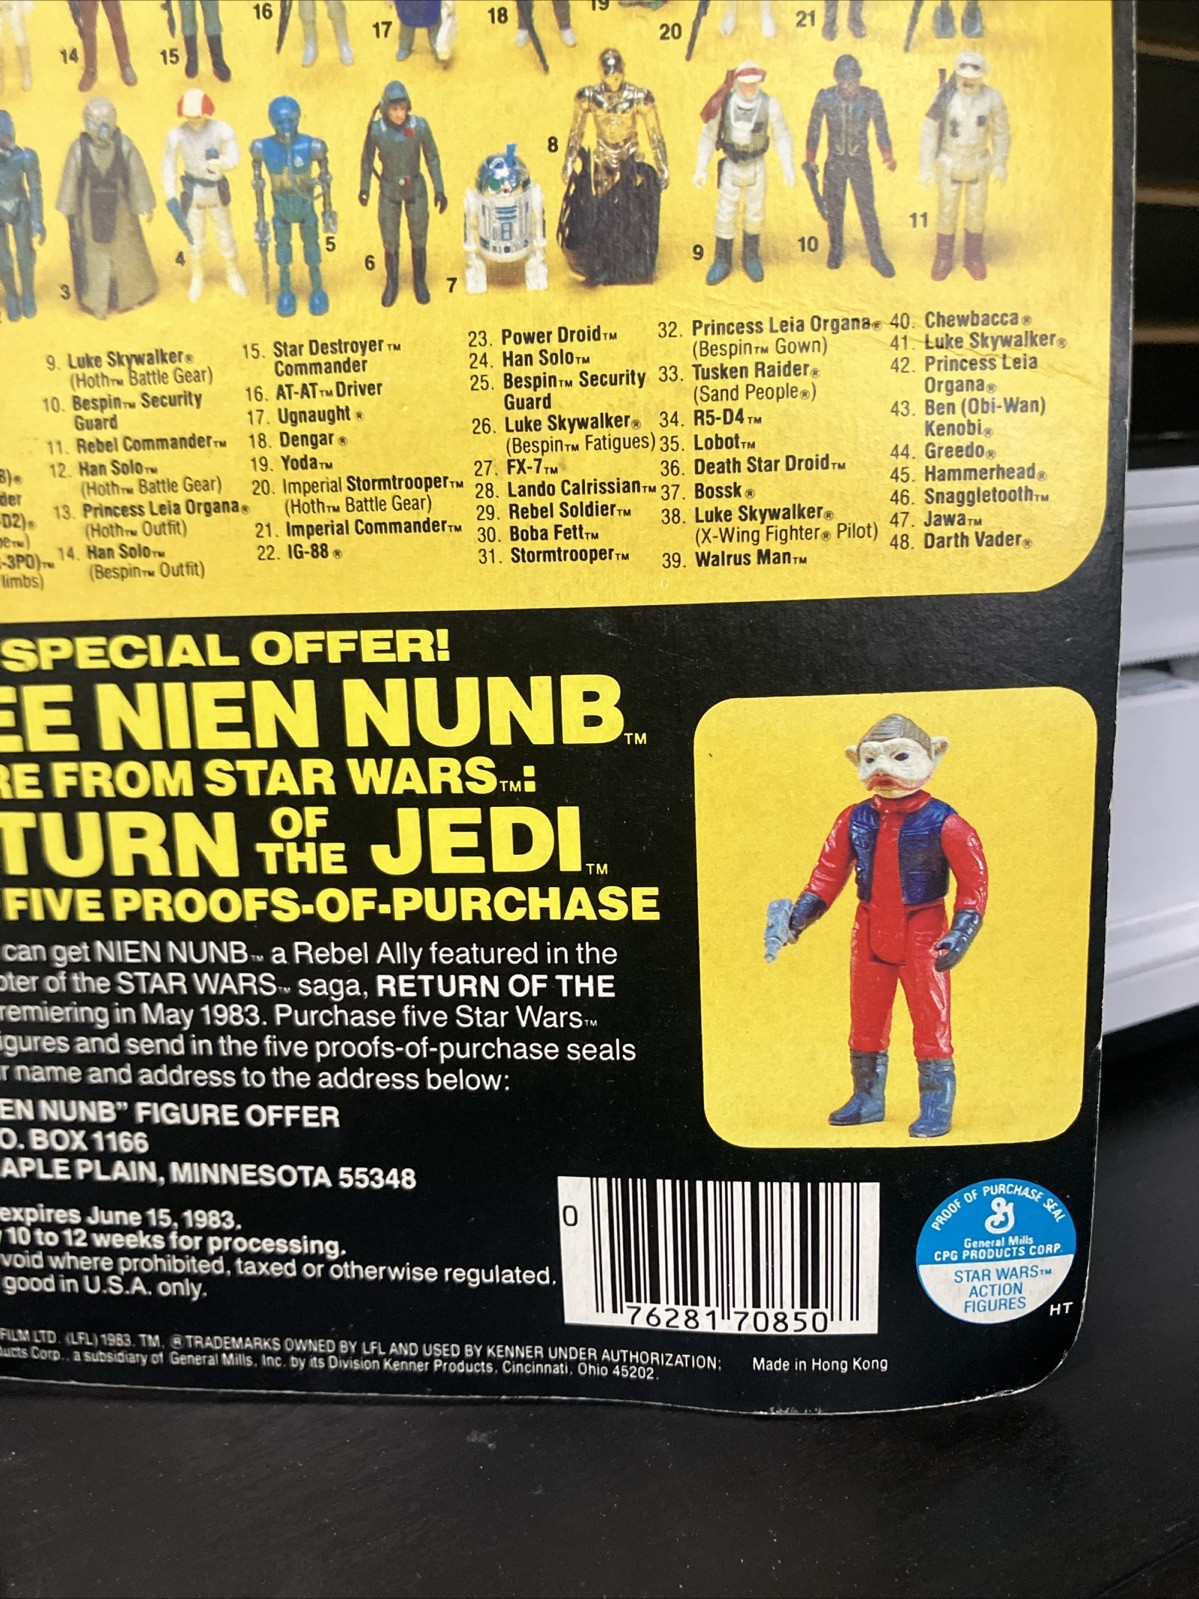 16
17
18
19
20
21
14
15
8
3
4
5
6
7
9
10
11
9. Luke Skywalker®
(Hoth™ Battle Gear)
10. Bespin™ Security
Guard
11. Rebel Commander™
12. Han Solo™
(Hoth™ Battle Gear)
13. Princess Leia Organa®
(Hoth™ Outfit)
14. Han Solo™
(Bespin™ Outfit)
-D2)®
-3PO)™
limbs)
15. Star Destroyer™
Commander
16. AT-AT™ Driver
17. Ugnaught®
18. Dengar®
19. Yoda™
20. Imperial Stormtrooper™
(Hoth™ Battle Gear)
21. Imperial Commander™
22. IG-88®
23. Power Droid™
24. Han Solo™
25. Bespin™ Security
Guard
26. Luke Skywalker®
(Bespin™ Fatigues)
27. FX-7™
28. Lando Calrissian™
29. Rebel Soldier™
30. Boba Fett™
31. Stormtrooper™
32. Princess Leia Organa®
(Bespin™ Gown)
33. Tusken Raider®
(Sand People®)
34. R5-D4™
35. Lobot™
36. Death Star Droid™
37. Bossk®
38. Luke Skywalker®
(X-Wing Fighter® Pilot)
39. Walrus Man™
40. Chewbacca®
41. Luke Skywalker®
42. Princess Leia
Organa®
43. Ben (Obi-Wan)
Kenobi®
44. Greedo®
45. Hammerhead®
46. Snaggletooth™
47. Jawa™
48. Darth Vader®
SPECIAL OFFER!
EE NIEN NUNB™
RE FROM STAR WARS™:
TURN OF THE JEDI™
FIVE PROOFS-OF-PURCHASE
can get NIEN NUNB™ a Rebel Ally featured in the
pter of the STAR WARS™ saga, RETURN OF THE
remiering in May 1983. Purchase five Star Wars™
igures and send in the five proofs-of-purchase seals
r name and address to the address below:
EN NUNB" FIGURE OFFER
O. BOX 1166
APLE PLAIN, MINNESOTA 55348
expires June 15, 1983.
10 to 12 weeks for processing.
void where prohibited, taxed or otherwise regulated.
good in U.S.A. only.
0
76281 70850
PROOF OF PURCHASE SEAL
General Mills
CPG PRODUCTS CORP.
STAR WARS™
ACTION
FIGURES
HT
FILM LTD. (LFL) 1983. TM, ® TRADEMARKS OWNED BY LFL AND USED BY KENNER UNDER AUTHORIZATION;
ducts Corp., a subsidiary of General Mills, Inc. by its Division Kenner Products, Cincinnati, Ohio 45202.
Made in Hong Kong